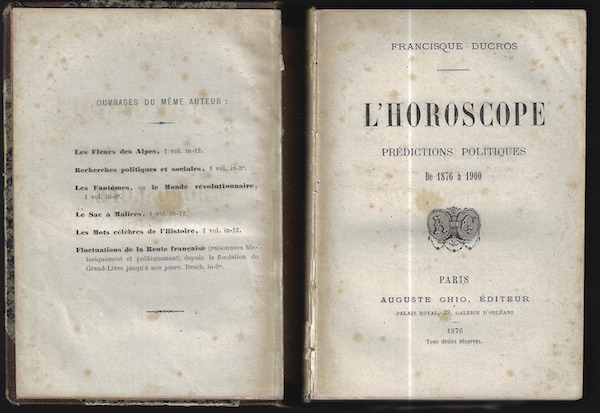 OUVRAGES DU MÊME AUTEUR :
Les Fleurs des Alpes, 1 vol. in-12.
Recherches politiques et sociales, 1 vol. in-8°.
Les Fantômes, ou le Monde révolutionnaire,
1 vol. in-8°.
Le Sac à Malices, 1 vol. in-12.
Les Mots célèbres de l'Histoire, 1 vol. in-12.
Fluctuations de la Rente française (raisonnées his-
toriquement et politiquement) depuis la fondation du
Grand-Livre jusqu'à nos jours. Broch. in-8°.
FRANCISQUE DUCROS
L'HOROSCOPE
PRÉDICTIONS POLITIQUES
De 1876 à 1900
PARIS
AUGUSTE GHIO, ÉDITEUR
PALAIS ROYAL, 28, GALERIE D'ORLÉANS
1876
Tous droits réservés.